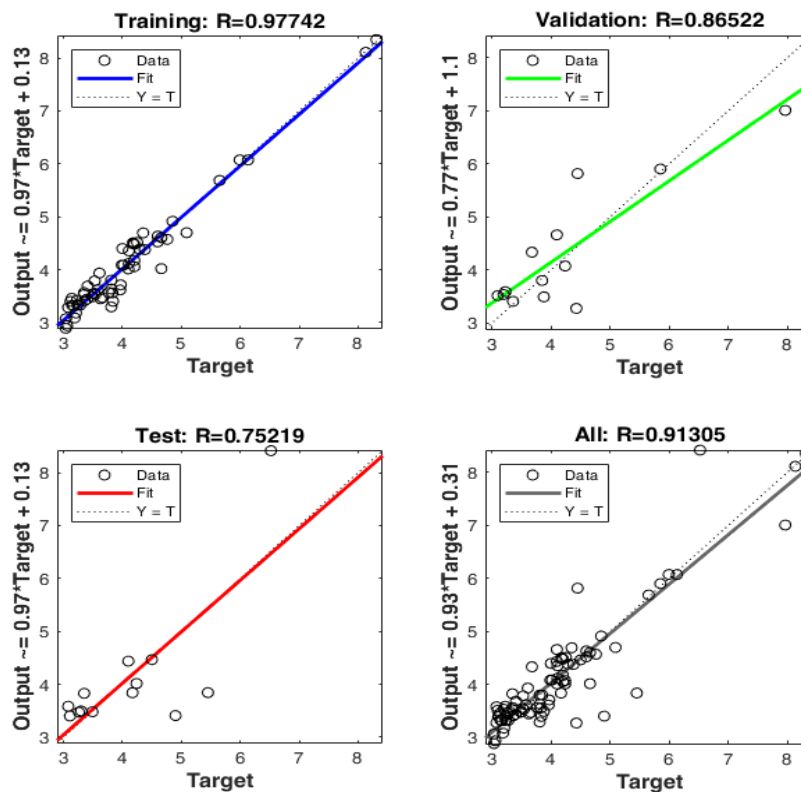 Training: R=0.97742
Output ~= 0.97*Target + 0.13
8
7
6
5
4
3
Data
Fit
Y = T
3 4 5 6 7 8
Target
Validation: R=0.86522
Output ~= 0.77*Target + 1.1
8
7
6
5
4
3
Data
Fit
Y = T
3 4 5 6 7 8
Target
Test: R=0.75219
Output ~= 0.97*Target + 0.13
8
7
6
5
4
3
Data
Fit
Y = T
3 4 5 6 7 8
Target
All: R=0.91305
Output ~= 0.93*Target + 0.31
8
7
6
5
4
3
Data
Fit
Y = T
3 4 5 6 7 8
Target